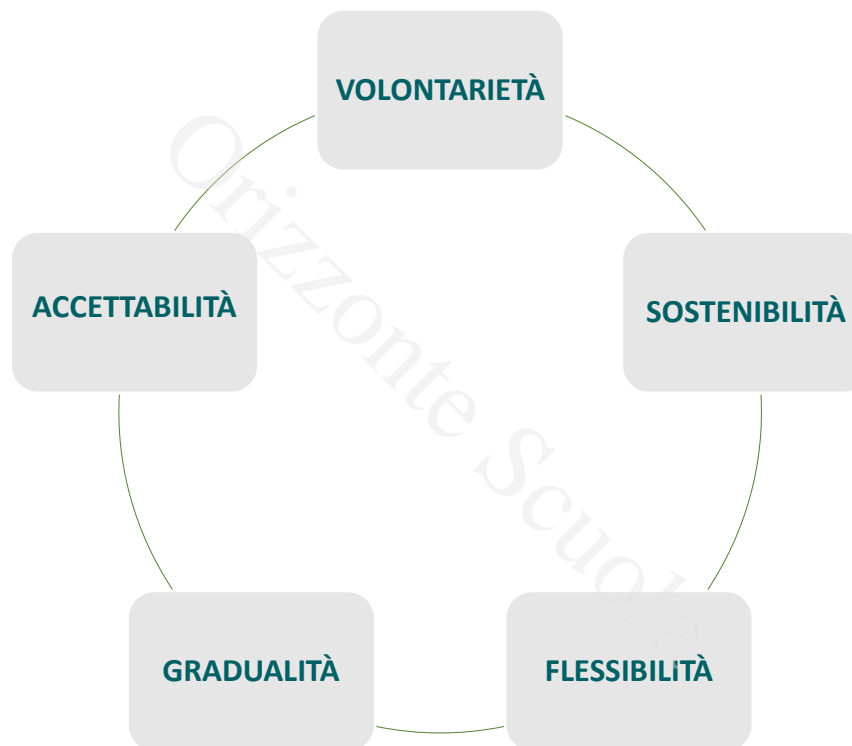 VOLONTARIETÀ
ACCETTABILITÀ
SOSTENIBILITÀ
GRADUALITÀ
FLESSIBILITÀ
Orizzonte Scuola